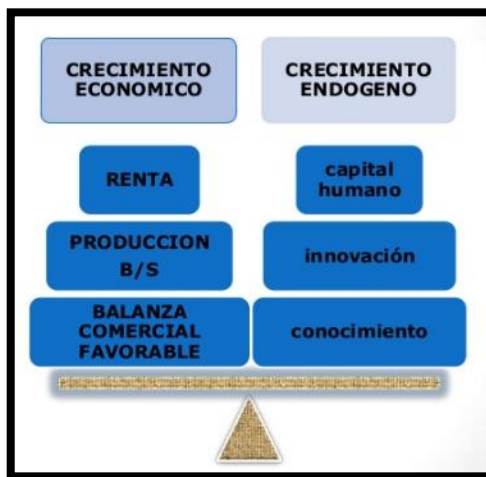 CRECIMIENTO
ECONOMICO
CRECIMIENTO
ENDOGENO
RENTA
capital
humano
PRODUCCION
B/S
innovación
BALANZA
COMERCIAL
FAVORABLE
conocimiento